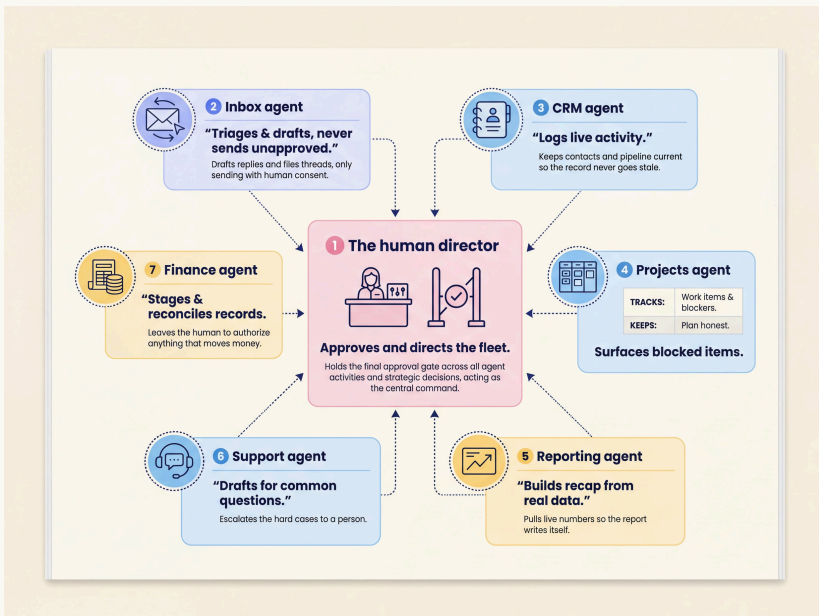 2 Inbox agent
“Triages & drafts, never
sends unapproved.”
Drafts replies and files threads, only
sending with human consent.
3 CRM agent
“Logs live activity.”
Keeps contacts and pipeline current
so the record never goes stale.
1 The human director
Approves and directs the fleet.
Holds the final approval gate across all agent
activities and strategic decisions, acting as
the central command.
7 Finance agent
“Stages &
reconciles records.
Leaves the human to authorize
anything that moves money.
4 Projects agent
TRACKS: Work items &
blockers.
KEEPS: Plan honest.
Surfaces blocked items.
6 Support agent
“Drafts for common
questions.”
Escalates the hard cases to a person.
5 Reporting agent
“Builds recap from
real data.”
Pulls live numbers so the report
writes itself.